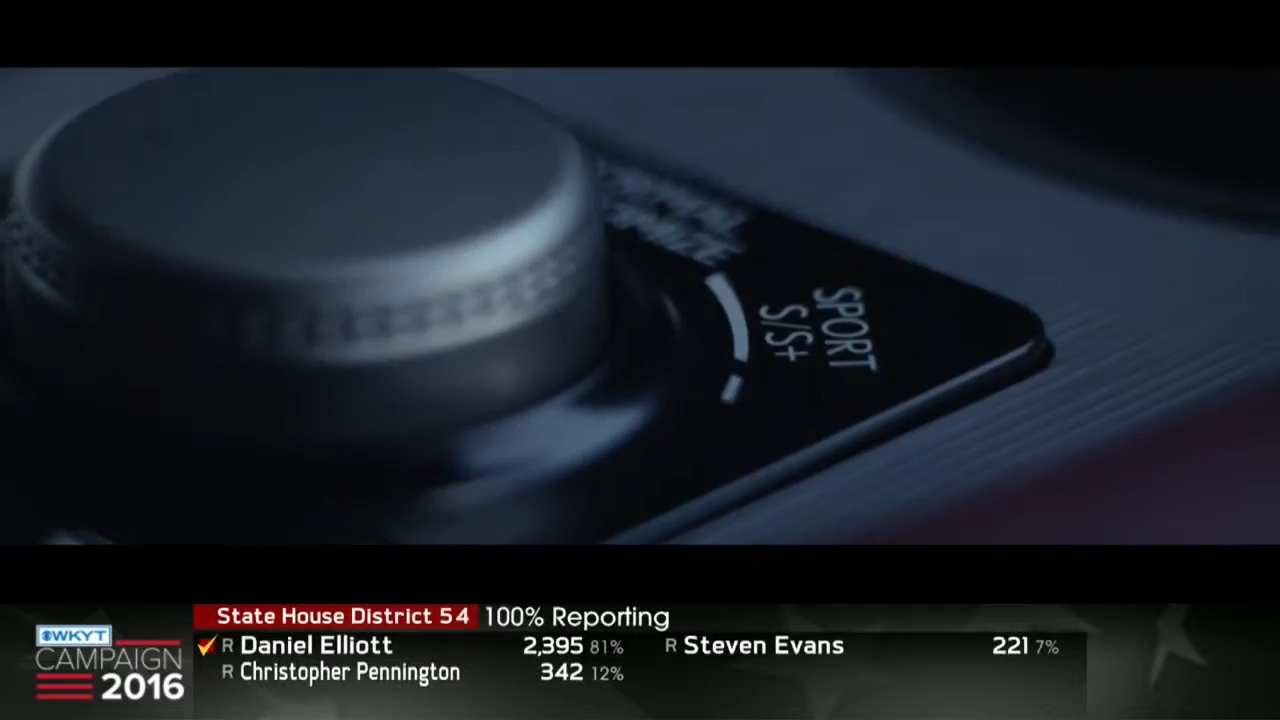 SPORT
S/S+
State House District 54 100% Reporting
WKYT
CAMPAIGN
2016
R Daniel Elliott 2,395 81% R Steven Evans 221 7%
R Christopher Pennington 342 12%